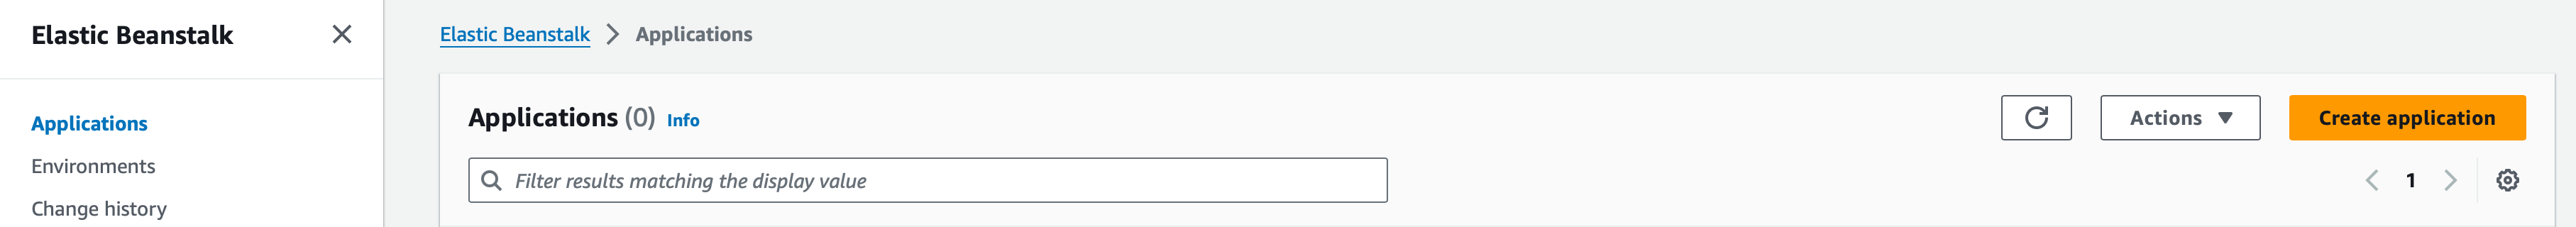 Elastic Beanstalk
Applications
Environments
Change history
Elastic Beanstalk > Applications
Applications (0) Info
Actions
Create application
Filter results matching the display value
1